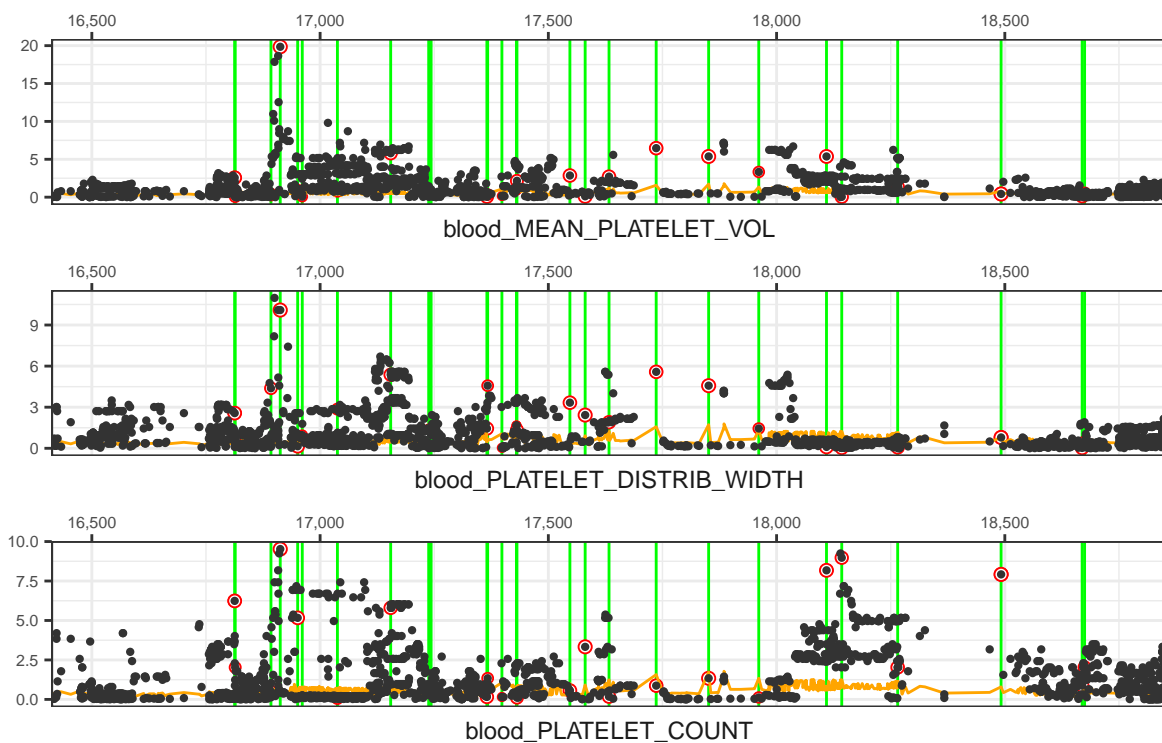 16,500 17,000 17,500 18,000 18,500
20
15
10
5
0
blood_MEAN_PLATELET_VOL
16,500 17,000 17,500 18,000 18,500
9
6
3
0
blood_PLATELET_DISTRIB_WIDTH
16,500 17,000 17,500 18,000 18,500
10.0
7.5
5.0
2.5
0.0
blood_PLATELET_COUNT